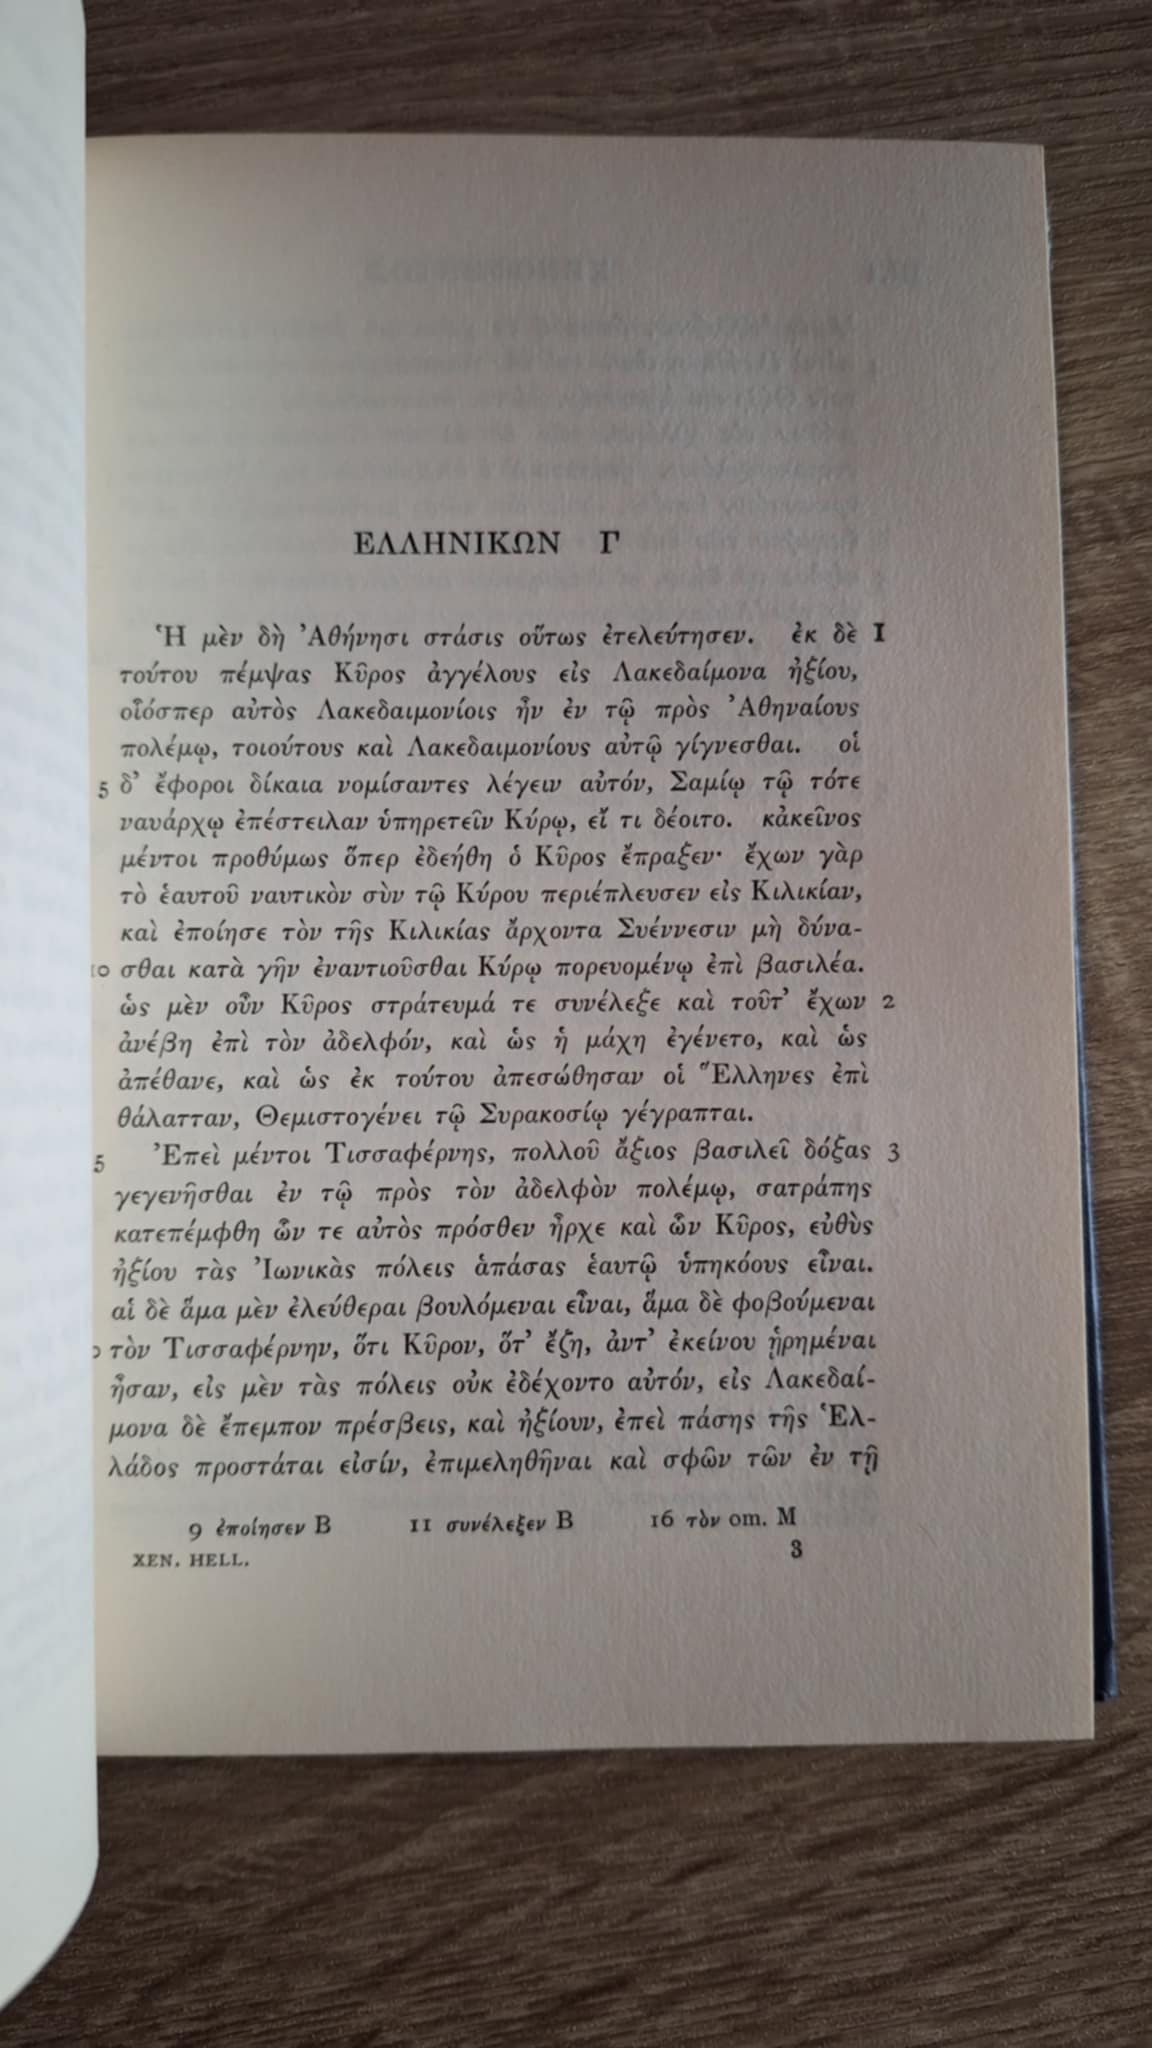 ΕΛΛΗΝΙΚΩΝ Γ
Ἡ μὲν δὴ Ἀθήνησι στάσις οὕτως ἐτελεύτησεν. ἐκ δὲ I
τούτου πέμψας Κῦρος ἀγγέλους εἰς Λακεδαίμονα ἠξίου,
οἷόσπερ αὐτὸς Λακεδαιμονίοις ἦν ἐν τῷ πρὸς Ἀθηναίους
πολέμῳ, τοιούτους καὶ Λακεδαιμονίους αὐτῷ γίγνεσθαι. οἱ
5 δ’ ἔφοροι δίκαια νομίσαντες λέγειν αὐτόν, Σαμίῳ τῷ τότε
ναυάρχῳ ἐπέστειλαν ὑπηρετεῖν Κύρῳ, εἴ τι δέοιτο. κἀκεῖνος
μέντοι προθύμως ὅπερ ἐδεήθη ὁ Κῦρος ἔπραξεν· ἔχων γὰρ
τὸ ἑαυτοῦ ναυτικὸν σὺν τῷ Κύρου περιέπλευσεν εἰς Κιλικίαν,
καὶ ἐποίησε τὸν τῆς Κιλικίας ἄρχοντα Συέννεσιν μὴ δύνα-
10 σθαι κατὰ γῆν ἐναντιοῦσθαι Κύρῳ πορευομένῳ ἐπὶ βασιλέα.
ὡς μὲν οὖν Κῦρος στράτευμά τε συνέλεξε καὶ τοῦτ’ ἔχων 2
ἀνέβη ἐπὶ τὸν ἀδελφόν, καὶ ὡς ἡ μάχη ἐγένετο, καὶ ὡς
ἀπέθανε, καὶ ὡς ἐκ τούτου ἀπεσώθησαν οἱ Ἕλληνες ἐπὶ
θάλατταν, Θεμιστογένει τῷ Συρακοσίῳ γέγραπται.
5 Ἐπεὶ μέντοι Τισσαφέρνης, πολλοῦ ἄξιος βασιλεῖ δόξας 3
γεγενῆσθαι ἐν τῷ πρὸς τὸν ἀδελφὸν πολέμῳ, σατράπης
κατεπέμφθη ὧν τε αὐτὸς πρόσθεν ἦρχε καὶ ὧν Κῦρος, εὐθὺς
ἠξίου τὰς Ἰωνικὰς πόλεις ἁπάσας ἑαυτῷ ὑπηκόους εἶναι.
αἱ δὲ ἅμα μὲν ἐλεύθεραι βουλόμεναι εἶναι, ἅμα δὲ φοβούμεναι
τὸν Τισσαφέρνην, ὅτι Κῦρον, ὅτ’ ἔζη, ἀντ’ ἐκείνου ᾑρημέναι
ἦσαν, εἰς μὲν τὰς πόλεις οὐκ ἐδέχοντο αὐτόν, εἰς Λακεδαί-
μονα δὲ ἔπεμπον πρέσβεις, καὶ ἠξίουν, ἐπεὶ πάσης τῆς Ἑλ-
λάδος προστάται εἰσίν, ἐπιμεληθῆναι καὶ σφῶν τῶν ἐν τῇ
9 ἐποίησεν B 11 συνέλεξεν B 16 τὸν om. M
XEN. HELL. 3